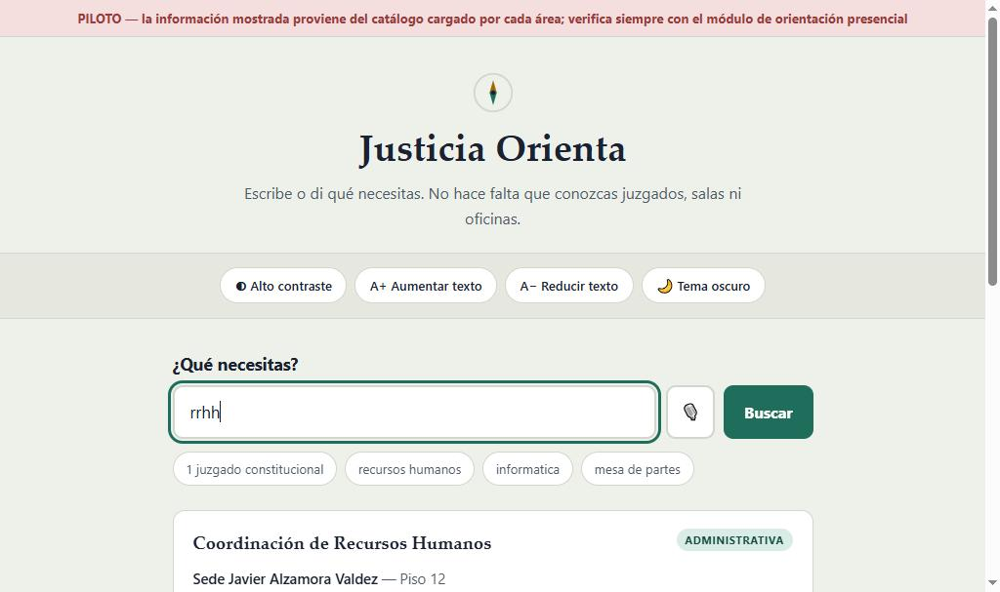 PILOTO — la información mostrada proviene del catálogo cargado por cada área; verifica siempre con el módulo de orientación presencial
Justicia Orienta
Escribe o di qué necesitas. No hace falta que conozcas juzgados, salas ni
oficinas.
Alto contraste
A+ Aumentar texto
A− Reducir texto
Tema oscuro
¿Qué necesitas?
rrhh
Buscar
1 juzgado constitucional
recursos humanos
informatica
mesa de partes
Coordinación de Recursos Humanos
ADMINISTRATIVA
Sede Javier Alzamora Valdez — Piso 12